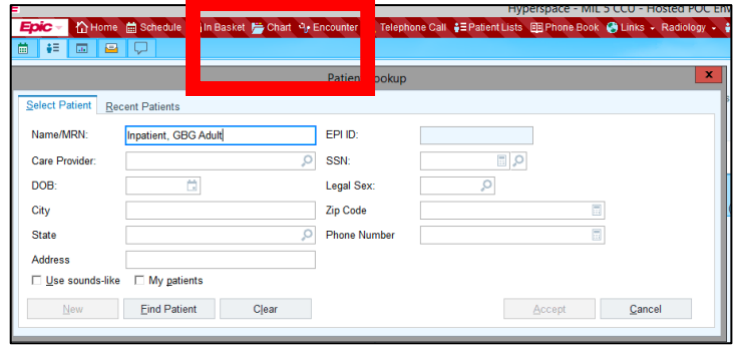 Hyperspace - MIL 5 CCU - Hosted POC Env
Epic Home Schedule In Basket Chart Encounter Telephone Call Patient Lists Phone Book Links Radiology
Patient ookup x
Select Patient Recent Patients
Name/MRN: Inpatient, GBG Adult EPI ID:
Care Provider: SSN:
DOB: Legal Sex:
City Zip Code
State Phone Number
Address
Use sounds-like My patients
New Find Patient Clear Accept Cancel